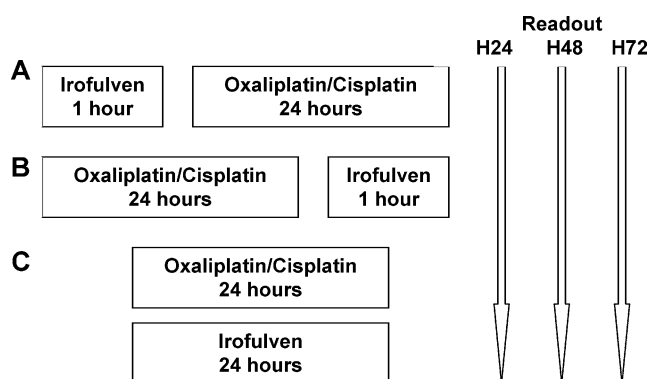 Readout
H24 H48 H72
A
Irofulven
1 hour
Oxaliplatin/Cisplatin
24 hours
B
Oxaliplatin/Cisplatin
24 hours
Irofulven
1 hour
C
Oxaliplatin/Cisplatin
24 hours
Irofulven
24 hours